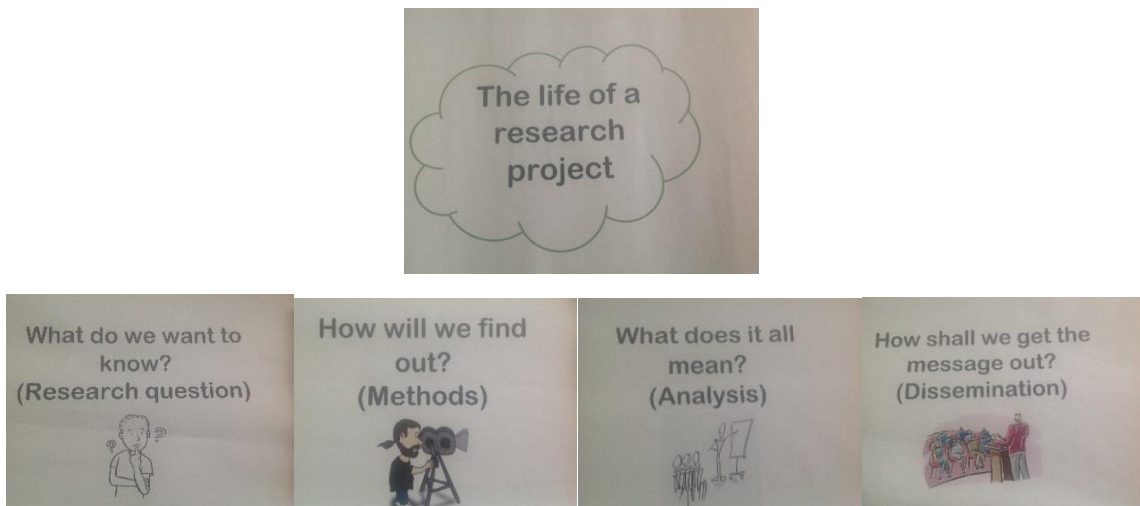 The life of a
research
project
What do we want to
know?
(Research question)
How will we find
out?
(Methods)
What does it all
mean?
(Analysis)
How shall we get the
message out?
(Dissemination)
? ?